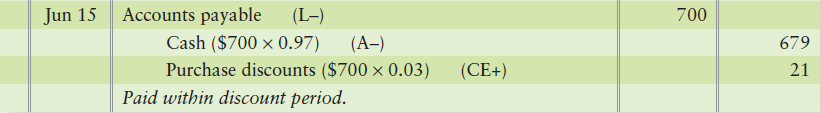 Jun 15 Accounts payable (L–) 700
Cash ($700 × 0.97) (A–) 679
Purchase discounts ($700 × 0.03) (CE+) 21
Paid within discount period.